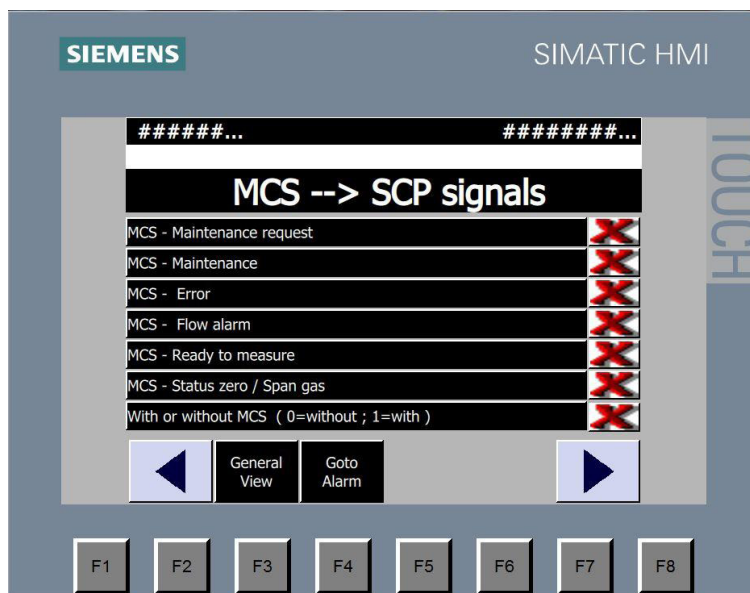 SIEMENS
SIMATIC HMI
TOUCH
######...
########...
MCS --> SCP signals
MCS - Maintenance request
MCS - Maintenance
MCS -  Error
MCS -  Flow alarm
MCS - Ready to measure
MCS - Status zero / Span gas
With or without MCS  ( 0=without ; 1=with )
General
View
Goto
Alarm
F1
F2
F3
F4
F5
F6
F7
F8